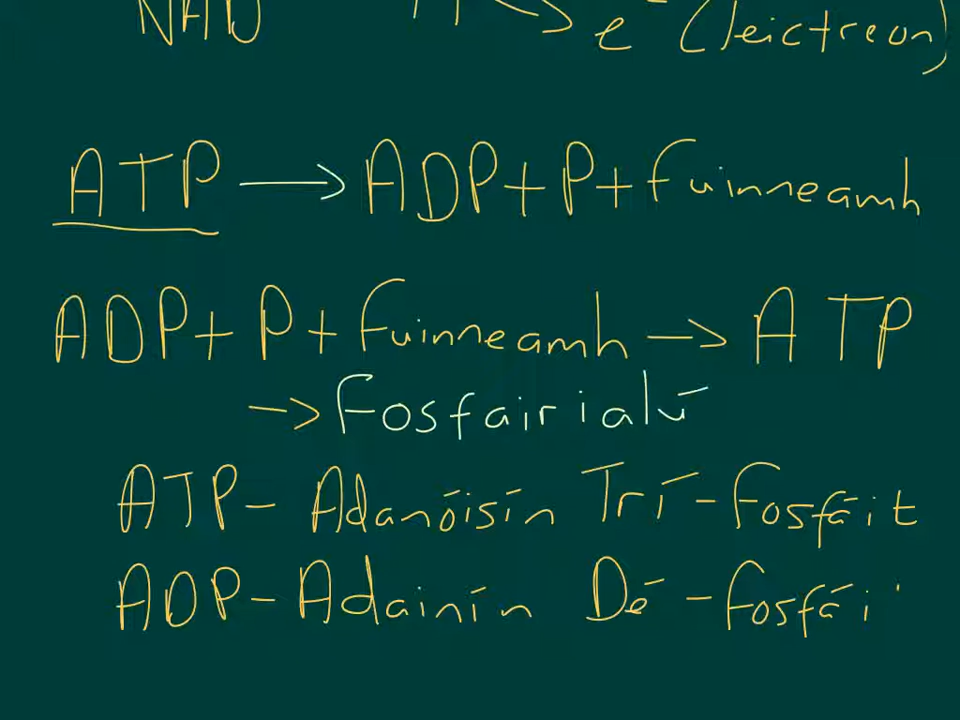 NAD H → e⁻ (leictreon)
ATP → ADP + P + Fuinneamh
ADP + P + Fuinneamh → ATP
→ Fosfairialú
ATP - Adanóisín Trí - Fosfáit
ADP - Adainín Dé - Fosfái